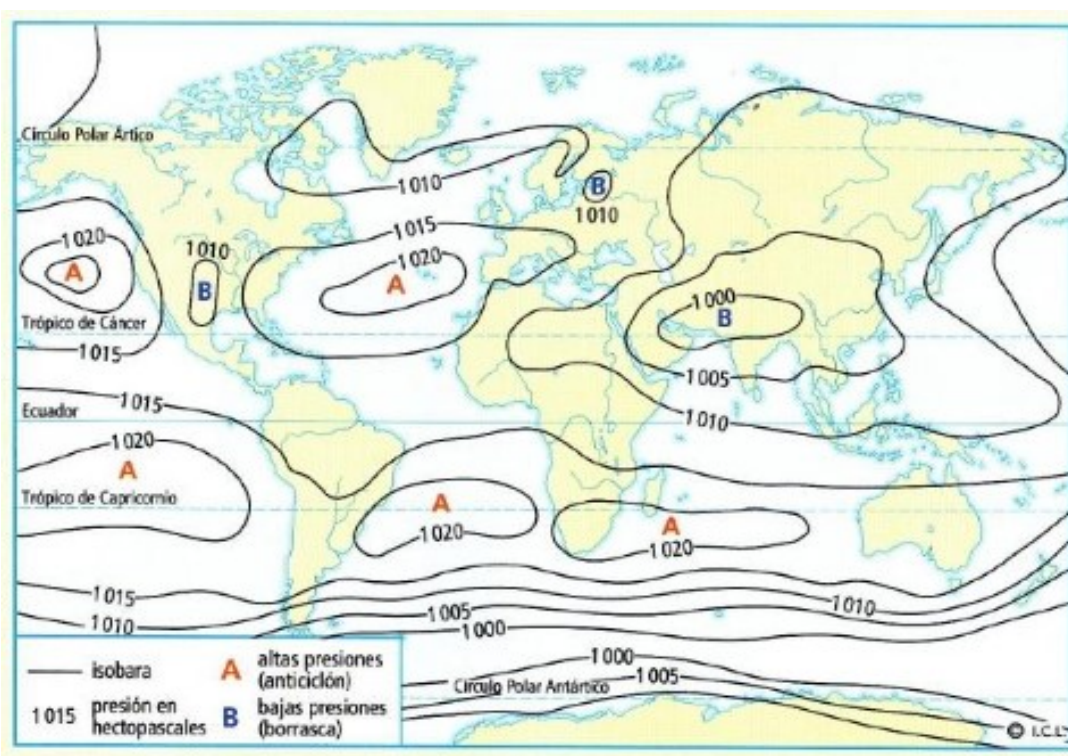 Círculo Polar Ártico
1010
1015
1010
B
1010
1020
1010
1020
A
A
B
1000
B
Trópico de Cáncer
1015
1005
1015
1010
Ecuador
1020
A
Trópico de Capricornio
A
A
1020
1020
1015
1010
1005
1010
1000
1000
1005
Círculo Polar Antártico
isobara
A altas presiones
(anticiclón)
1015 presión en
hectopascales
B bajas presiones
(borrasca)